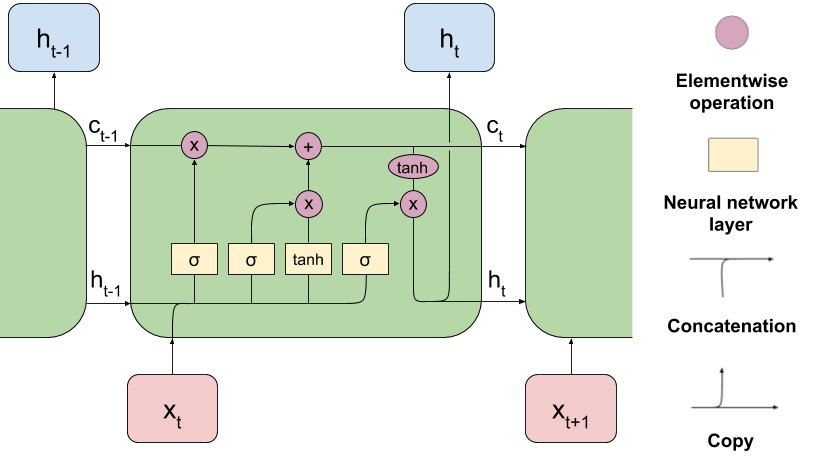 h_{t-1}
h_t
Elementwise
operation
c_{t-1}
c_t
x
+
tanh
x
x
σ
σ
tanh
σ
Neural network
layer
h_{t-1}
h_t
Concatenation
x_t
x_{t+1}
Copy